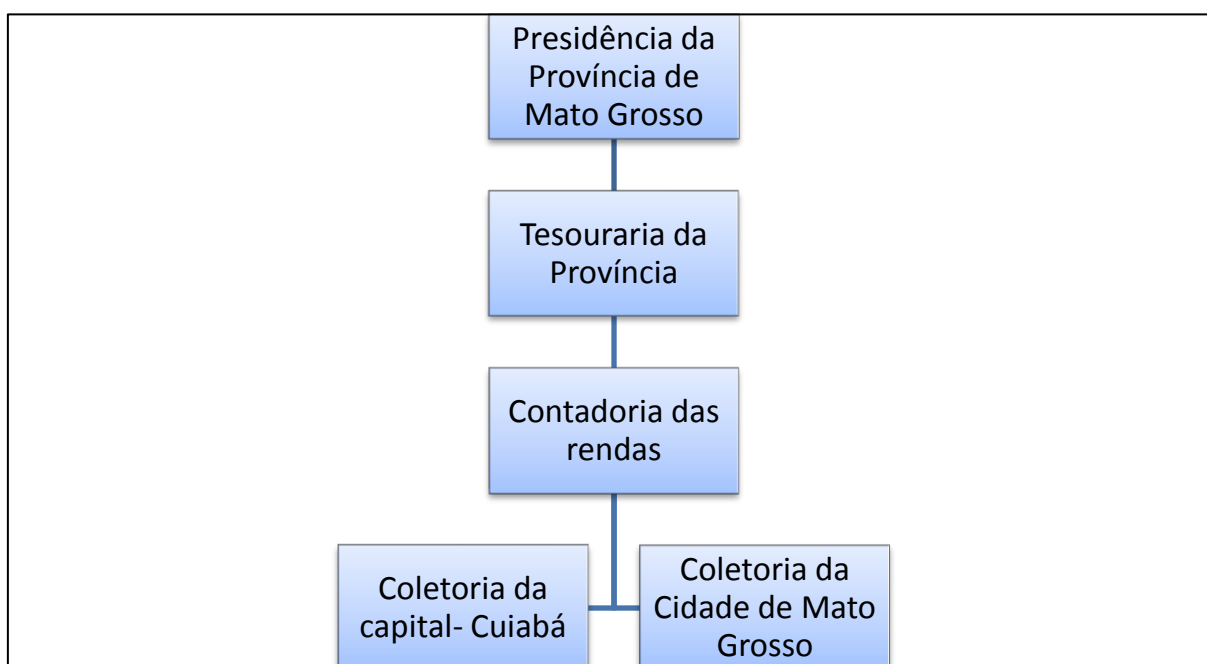 Presidência da
Província de
Mato Grosso
Tesouraria da
Província
Contadoria das
rendas
Coletoria da
capital- Cuiabá
Coletoria da
Cidade de Mato
Grosso